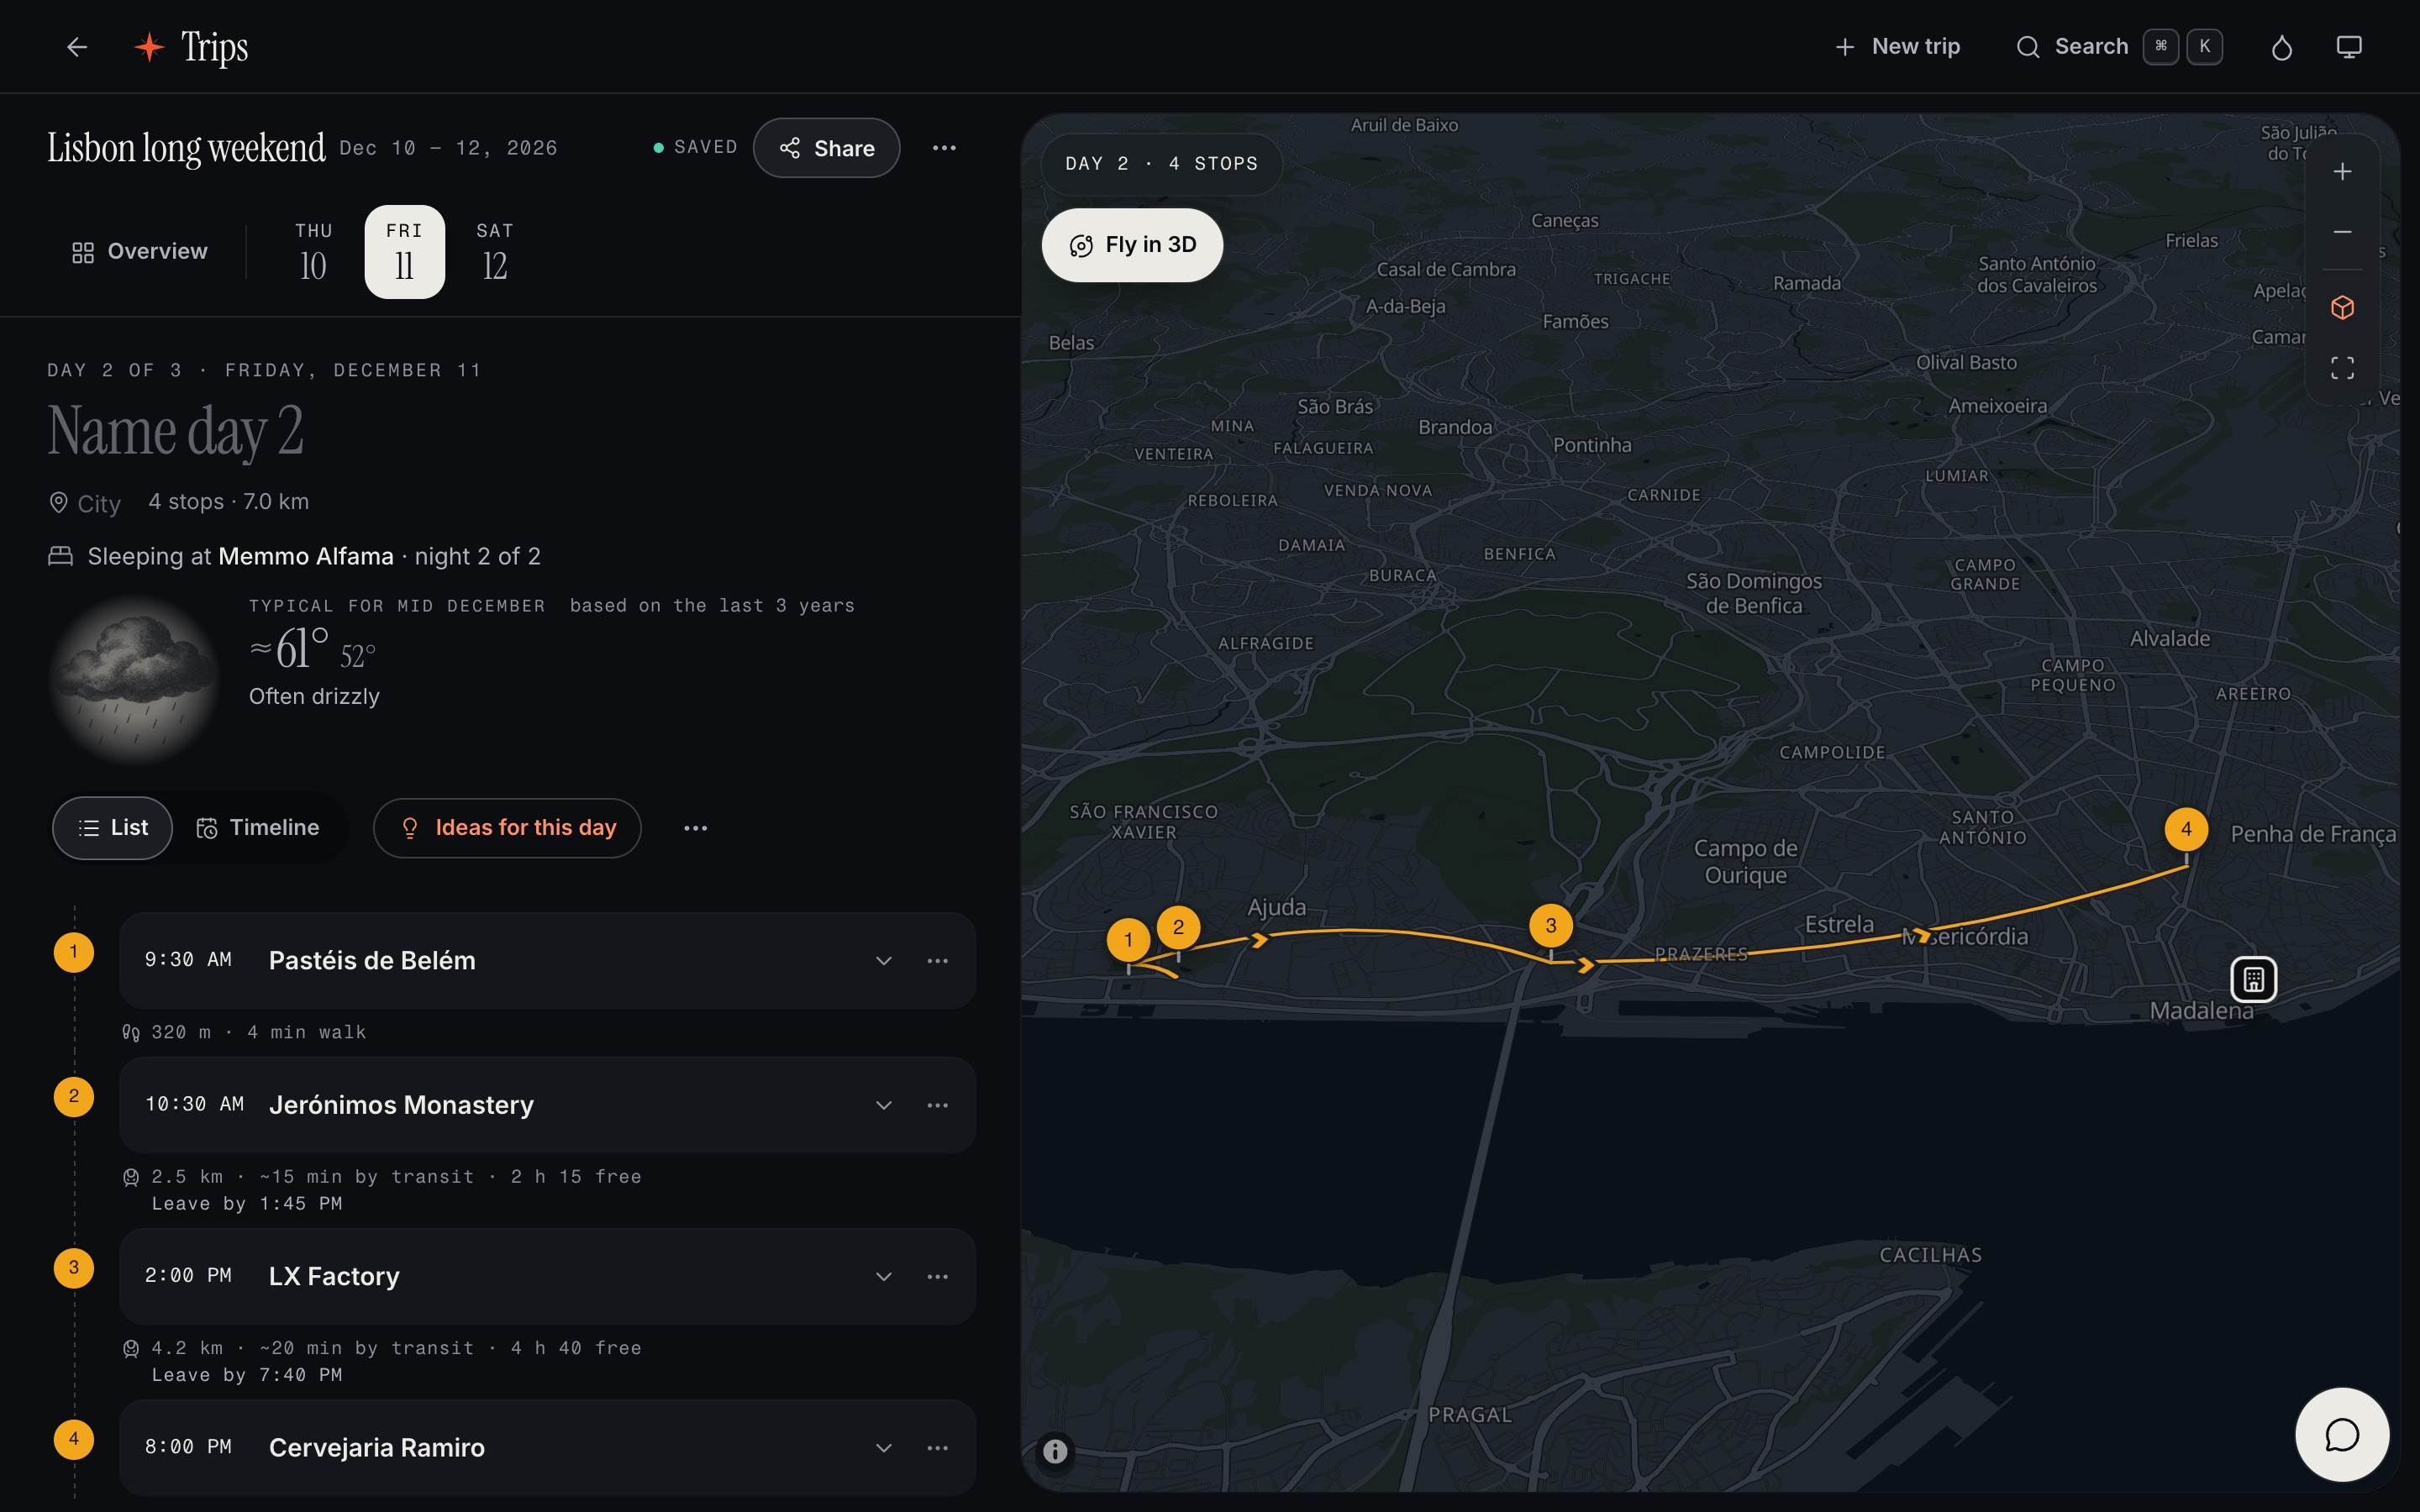 Trips
New trip
Search ⌘ K
Lisbon long weekend Dec 10 – 12, 2026
SAVED
Share
Overview
THU 10
FRI 11
SAT 12
DAY 2 OF 3 · FRIDAY, DECEMBER 11
Name day 2
City 4 stops · 7.0 km
Sleeping at Memmo Alfama · night 2 of 2
TYPICAL FOR MID DECEMBER based on the last 3 years
≈61° 52°
Often drizzly
List
Timeline
Ideas for this day
1 9:30 AM Pastéis de Belém
320 m · 4 min walk
2 10:30 AM Jerónimos Monastery
2.5 km · ~15 min by transit · 2 h 15 free
Leave by 1:45 PM
3 2:00 PM LX Factory
4.2 km · ~20 min by transit · 4 h 40 free
Leave by 7:40 PM
4 8:00 PM Cervejaria Ramiro
DAY 2 · 4 STOPS
Fly in 3D
Aruil de Baixo
São Julião
Caneças
Frielas
Casal de Cambra
TRIGACHE
Ramada
Santo António
dos Cavaleiros
A-da-Beja
Famões
Belas
Olival Basto
São Brás
Ameixoeira
MINA
Brandoa
Pontinha
VENTEIRA
FALAGUEIRA
LUMIAR
REBOLEIRA
VENDA NOVA
CARNIDE
DAMAIA
BENFICA
CAMPO
GRANDE
BURACA
São Domingos
de Benfica
ALFRAGIDE
Alvalade
CAMPO
PEQUENO
AREEIRO
CAMPOLIDE
SÃO FRANCISCO
XAVIER
SANTO
ANTÓNIO
4
Penha de França
Campo de
Ourique
Ajuda
1
2
3
Estrela
PRAZERES
Madalena
CACILHAS
PRAGAL